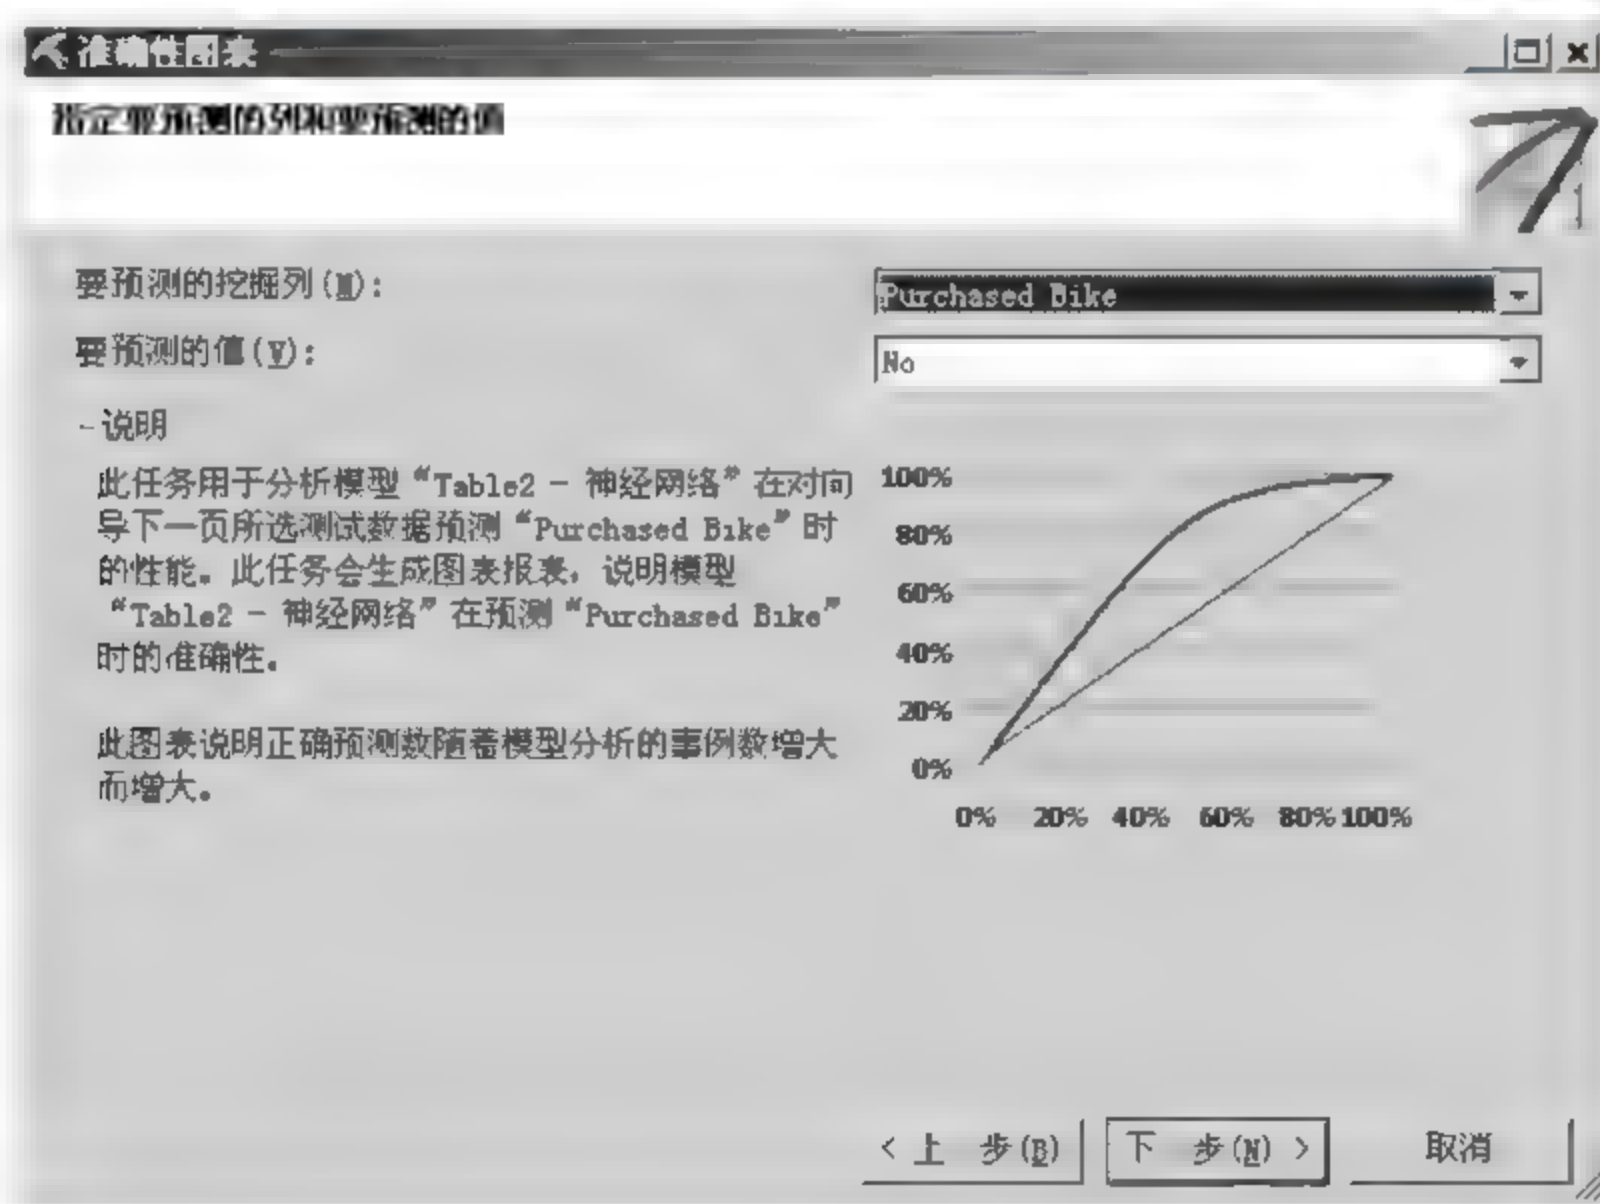 准确性图表
指定要预测的列和要预测的值
要预测的挖掘列(M):
Purchased Bike
要预测的值(V):
No
说明
此任务用于分析模型“Table2 - 神经网络”在对向
导下一页所选测试数据预测“Purchased Bike”时
的性能。此任务会生成图表报表，说明模型
“Table2 - 神经网络”在预测“Purchased Bike”
时的准确性。
此图表说明正确预测数随着模型分析的事例数增大
而增大。
100%
80%
60%
40%
20%
0%
0% 20% 40% 60% 80% 100%
< 上 步(B)
下 步(N) >
取消